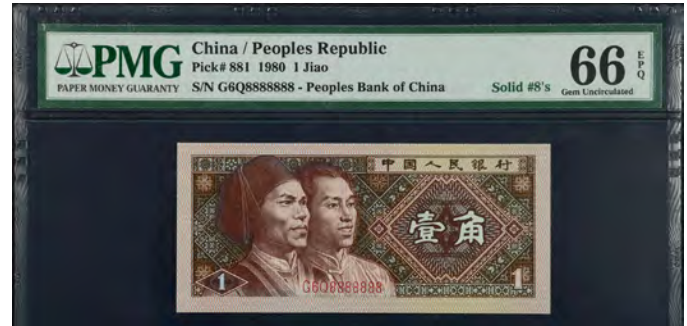 PMG
PAPER MONEY GUARANTY
China / Peoples Republic
Pick# 881 1980 1 Jiao
S/N G6Q8888888 - Peoples Bank of China
Solid #8's
66
EPQ
Gem Uncirculated
中国人民银行
壹角
1
G6Q8888888
1